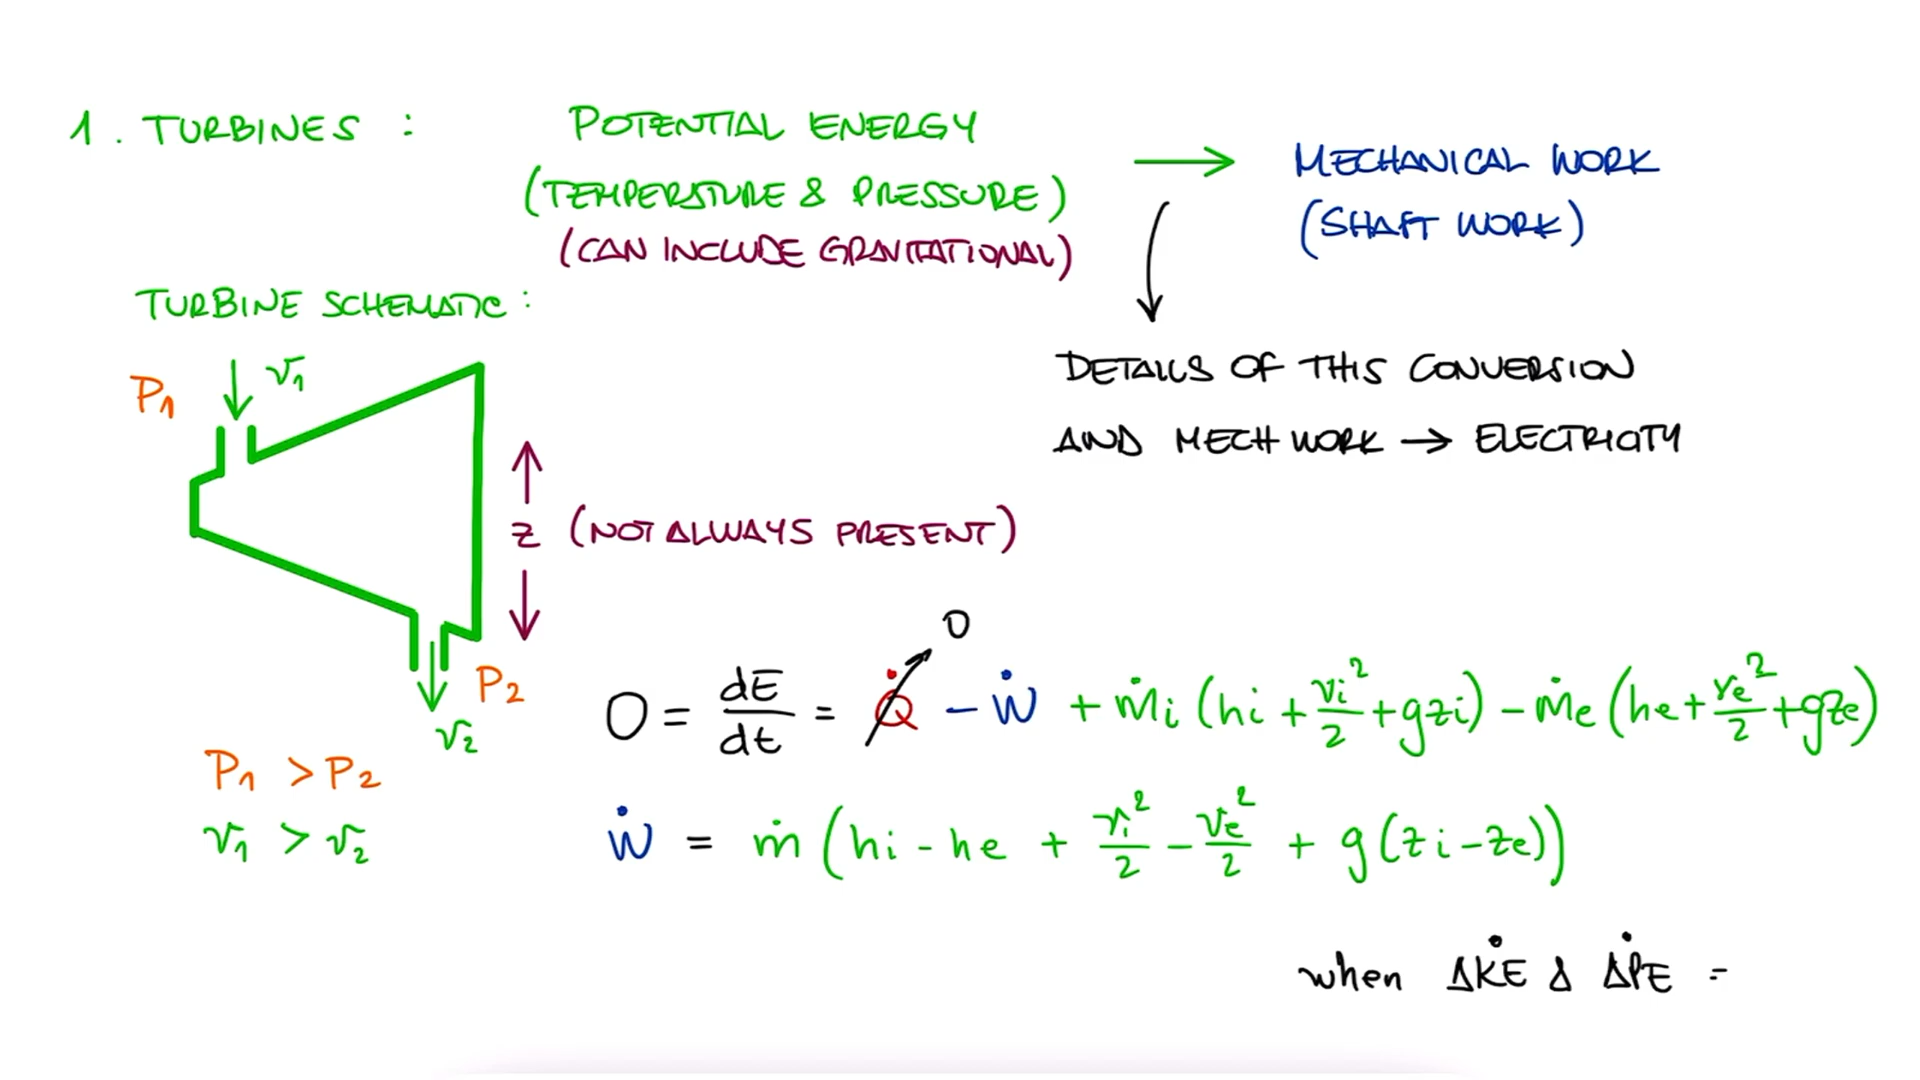 1. TURBINES :
POTENTIAL ENERGY
(TEMPERATURE & PRESSURE)
(CAN INCLUDE GRAVITATIONAL)
→ MECHANICAL WORK
(SHAFT WORK)
DETAILS OF THIS CONVERSION
AND MECH WORK → ELECTRICITY
TURBINE SCHEMATIC :
P₁ v₁
z (NOT ALWAYS PRESENT)
P₂
v₂
P₁ > P₂
v₁ > v₂
0
0 = dE/dt = Q̇ - Ẇ + ṁi (hi + vi²/2 + gzi) - ṁe (he + ve²/2 + gze)
Ẇ = ṁ (hi - he + vi²/2 - ve²/2 + g(zi - ze))
when ΔK̇E & ΔṖE =